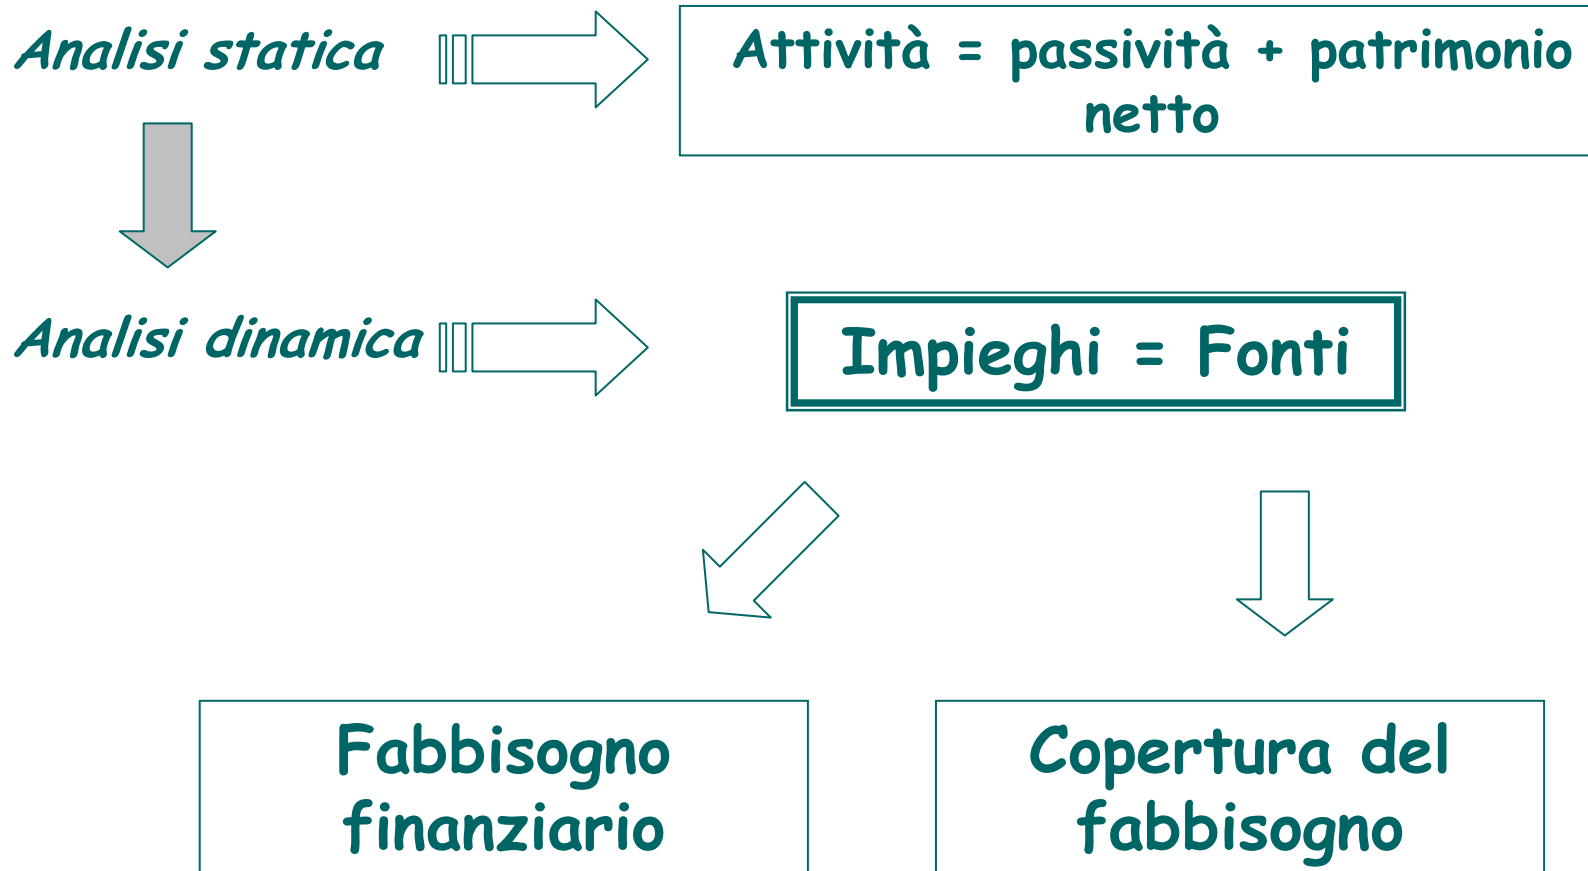 Analisi statica
Attività = passività + patrimonio
netto
Analisi dinamica
Impieghi = Fonti
Fabbisogno
finanziario
Copertura del
fabbisogno